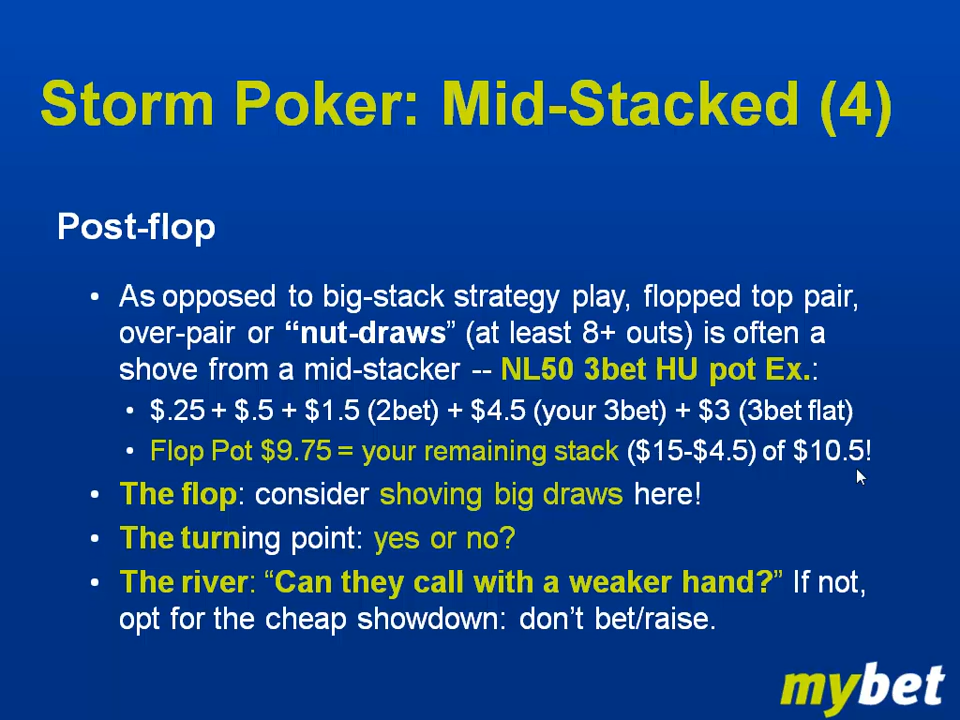 Storm Poker: Mid-Stacked (4)
Post-flop
• As opposed to big-stack strategy play, flopped top pair,
over-pair or “nut-draws” (at least 8+ outs) is often a
shove from a mid-stacker -- NL50 3bet HU pot Ex.:
• $.25 + $.5 + $1.5 (2bet) + $4.5 (your 3bet) + $3 (3bet flat)
• Flop Pot $9.75 = your remaining stack ($15-$4.5) of $10.5!
• The flop: consider shoving big draws here!
• The turning point: yes or no?
• The river: “Can they call with a weaker hand?” If not,
opt for the cheap showdown: don’t bet/raise.
mybet